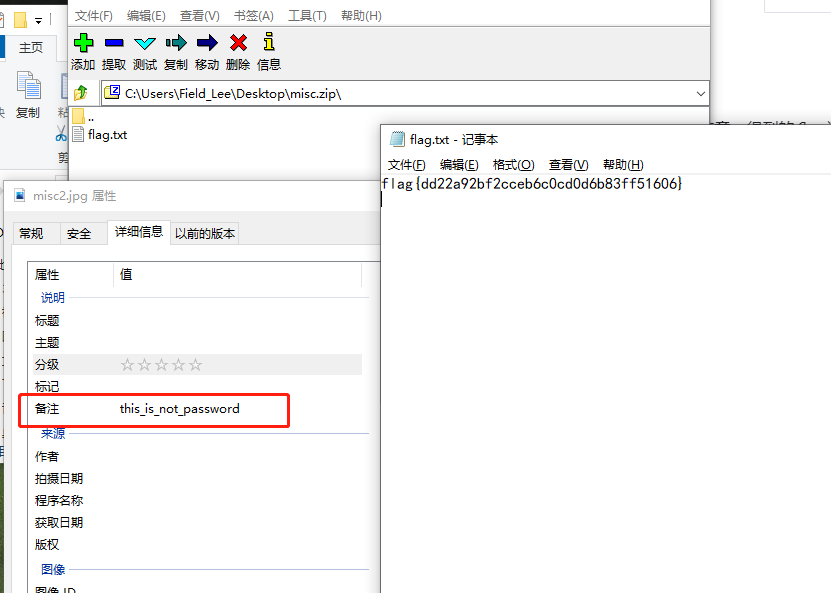 文件(F) 编辑(E) 查看(V) 书签(A) 工具(T) 帮助(H)
主页
添加 提取 测试 复制 移动 删除 信息
C:\Users\Field_Lee\Desktop\misc.zip\
复制
..
flag.txt
flag.txt - 记事本
文件(F) 编辑(E) 格式(O) 查看(V) 帮助(H)
flag{dd22a92bf2cceb6c0cd0d6b83ff51606}
misc2.jpg 属性
常规 安全 详细信息 以前的版本
属性 值
说明
标题
主题
分级 ☆☆☆☆☆
标记
备注 this_is_not_password
来源
作者
拍摄日期
程序名称
获取日期
版权
图像
图像 ID